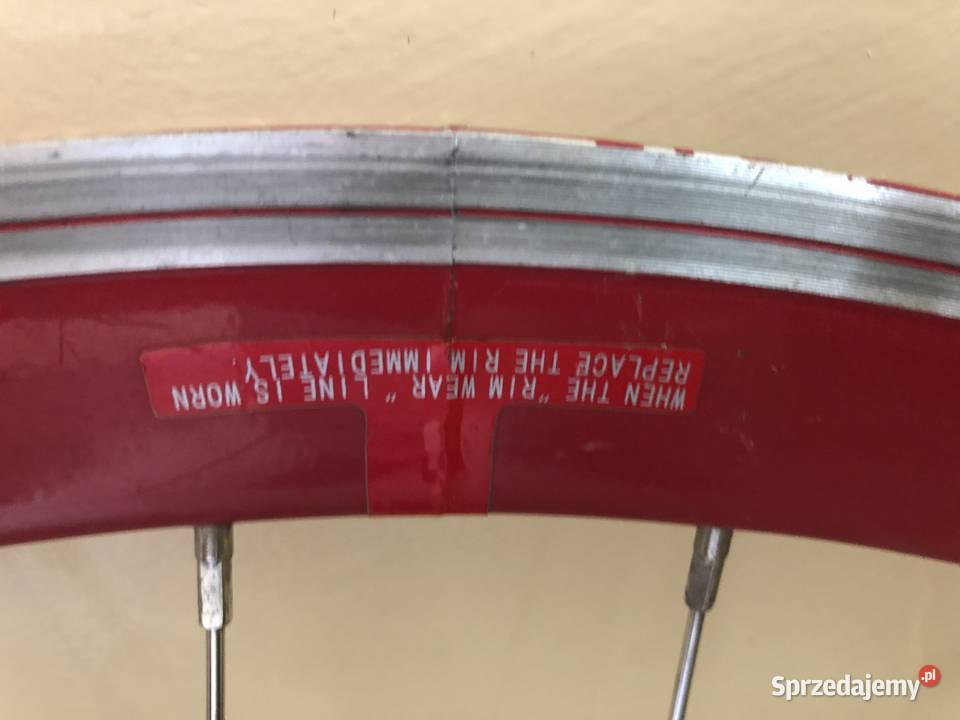 WHEN THE "RIM WEAR" LINE IS WORN
REPLACE THE RIM IMMEDIATELY.
Sprzedajemy.pl